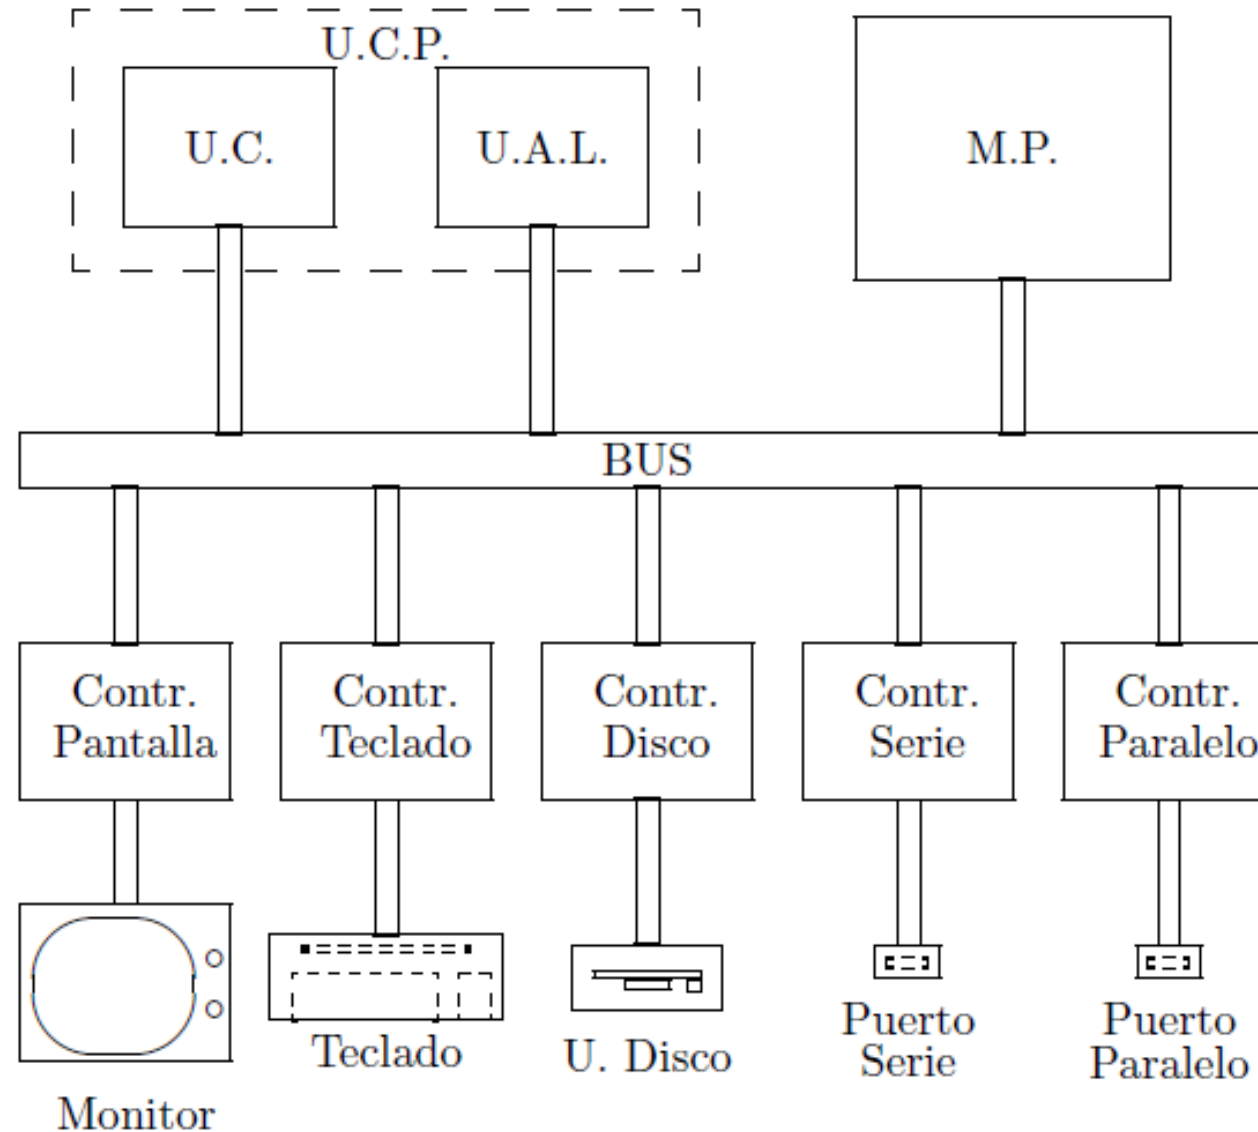 U.C.P.
U.C.
U.A.L.
M.P.
BUS
Contr.
Pantalla
Contr.
Teclado
Contr.
Disco
Contr.
Serie
Contr.
Paralelo
Monitor
Teclado
U. Disco
Puerto
Serie
Puerto
Paralelo